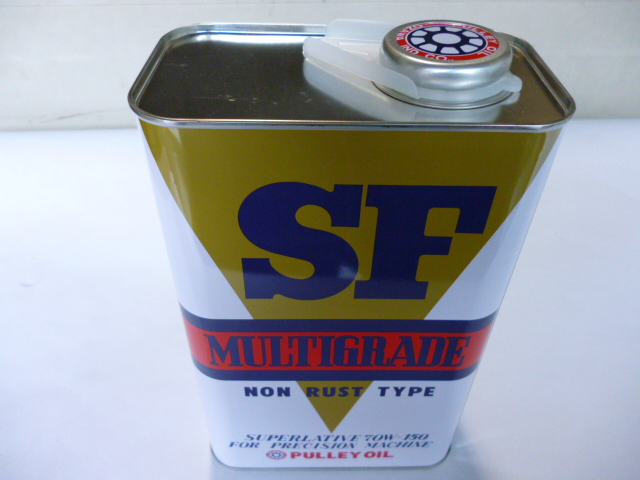 SF
MULTIGRADE
NON RUST TYPE
SUPERLATIVE 70W-150
FOR PRECISION MACHINE
PULLEY OIL